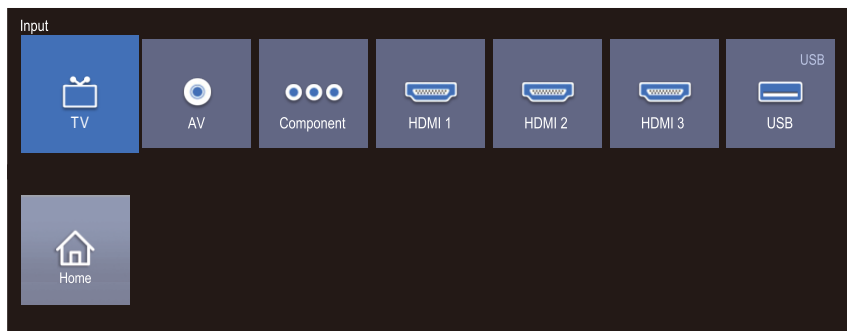 Input
USB
TV
AV
Component
HDMI 1
HDMI 2
HDMI 3
USB
Home